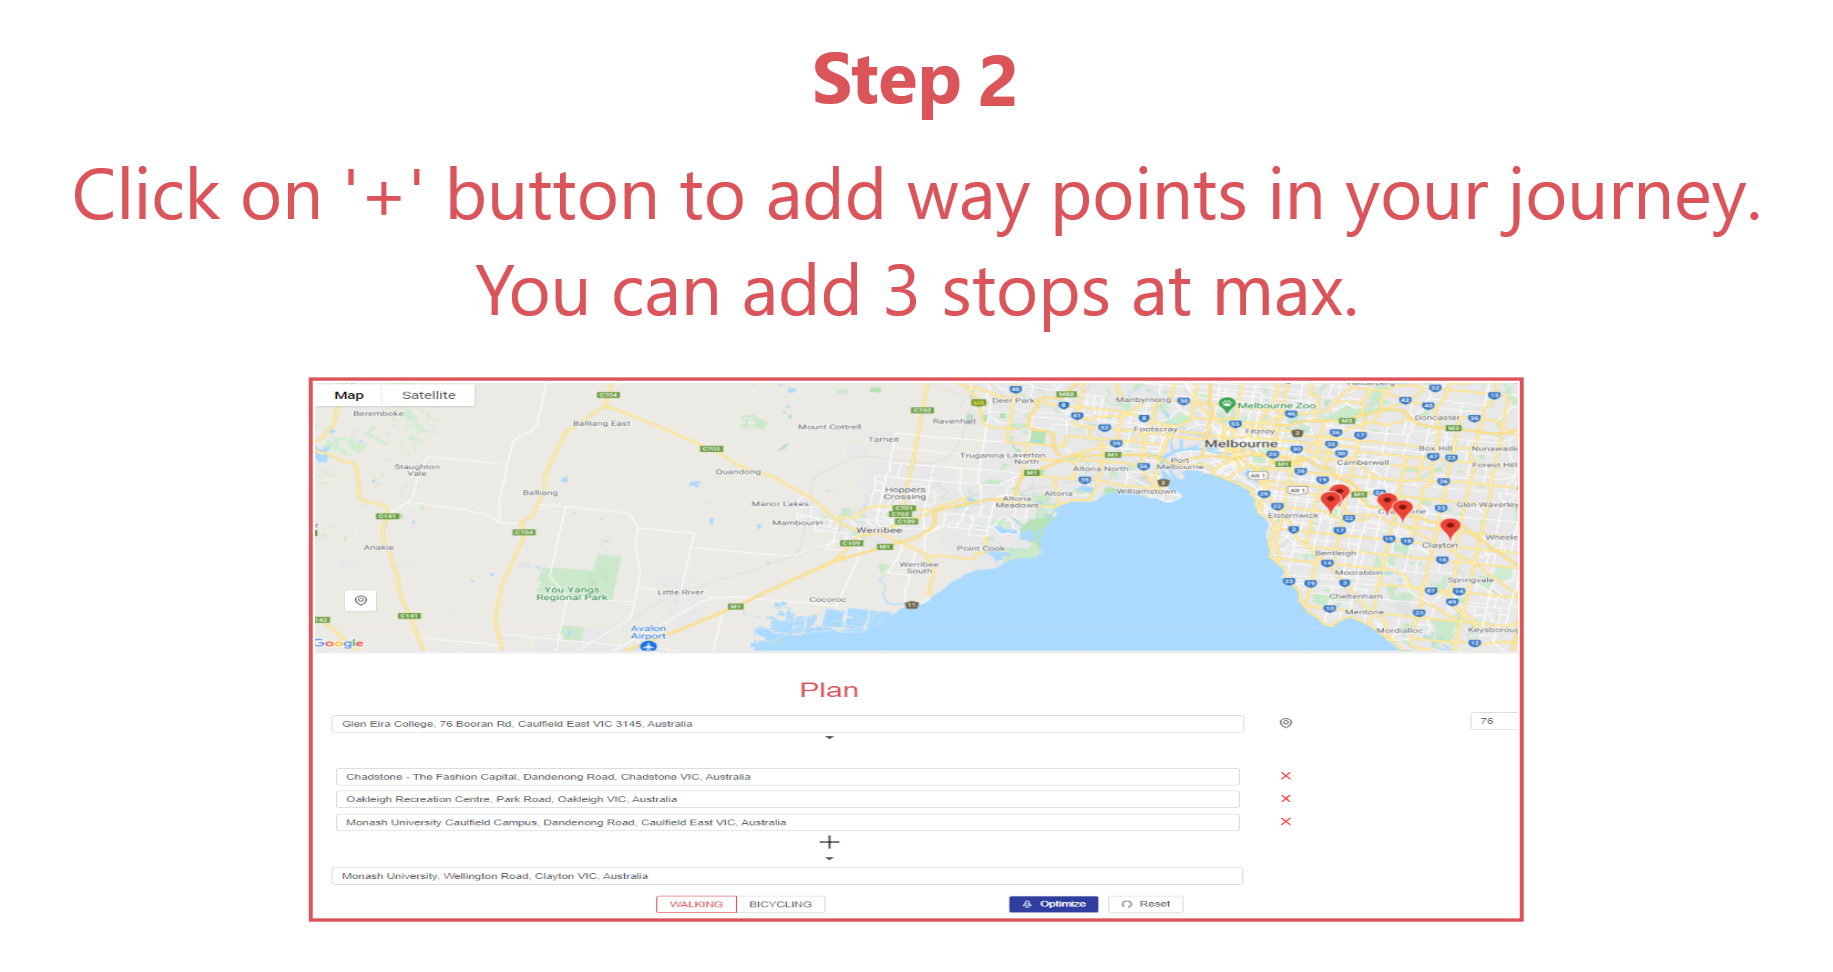 Step 2
Click on '+' button to add way points in your journey.
You can add 3 stops at max.
Map Satellite
Beremboke
Balliang East
Mount Cottrell
Tarneit
Ravenhall
Deer Park
Maribyrnong
Melbourne Zoo
Footscray
Fitzroy
Melbourne
Doncaster
Box Hill
Nunawadi
Staughton
Vale
Quandong
Truganina
Laverton
North
Altona North
Port
Melbourne
Camberwell
Forest Hill
Balliang
Manor Lakes
Hoppers
Crossing
Altona
Meadows
Altona
Williamstown
Elsternwick
Glen Waverley
Mambourin
Werribee
Anakie
Point Cook
Bentleigh
Clayton
Wheele
Werribee
South
Moorabbin
Springvale
You Yangs
Regional Park
Little River
Cocoroc
Cheltenham
Mentone
Avalon
Airport
Mordialloc
Keysboroug
Google
Plan
Glen Eira College, 76 Booran Rd, Caulfield East VIC 3145, Australia
76
Chadstone - The Fashion Capital, Dandenong Road, Chadstone VIC, Australia
Oakleigh Recreation Centre, Park Road, Oakleigh VIC, Australia
Monash University Caulfield Campus, Dandenong Road, Caulfield East VIC, Australia
+
Monash University, Wellington Road, Clayton VIC, Australia
WALKING BICYCLING Optimize Reset